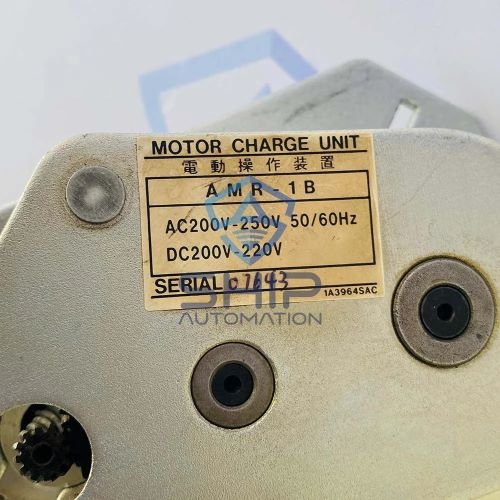 MOTOR CHARGE UNIT
電動操作装置
AMR-1B
AC200V-250V 50/60Hz
DC200V-220V
SERIAL 07643
1A3964SAC
SHIP
AUTOMATION